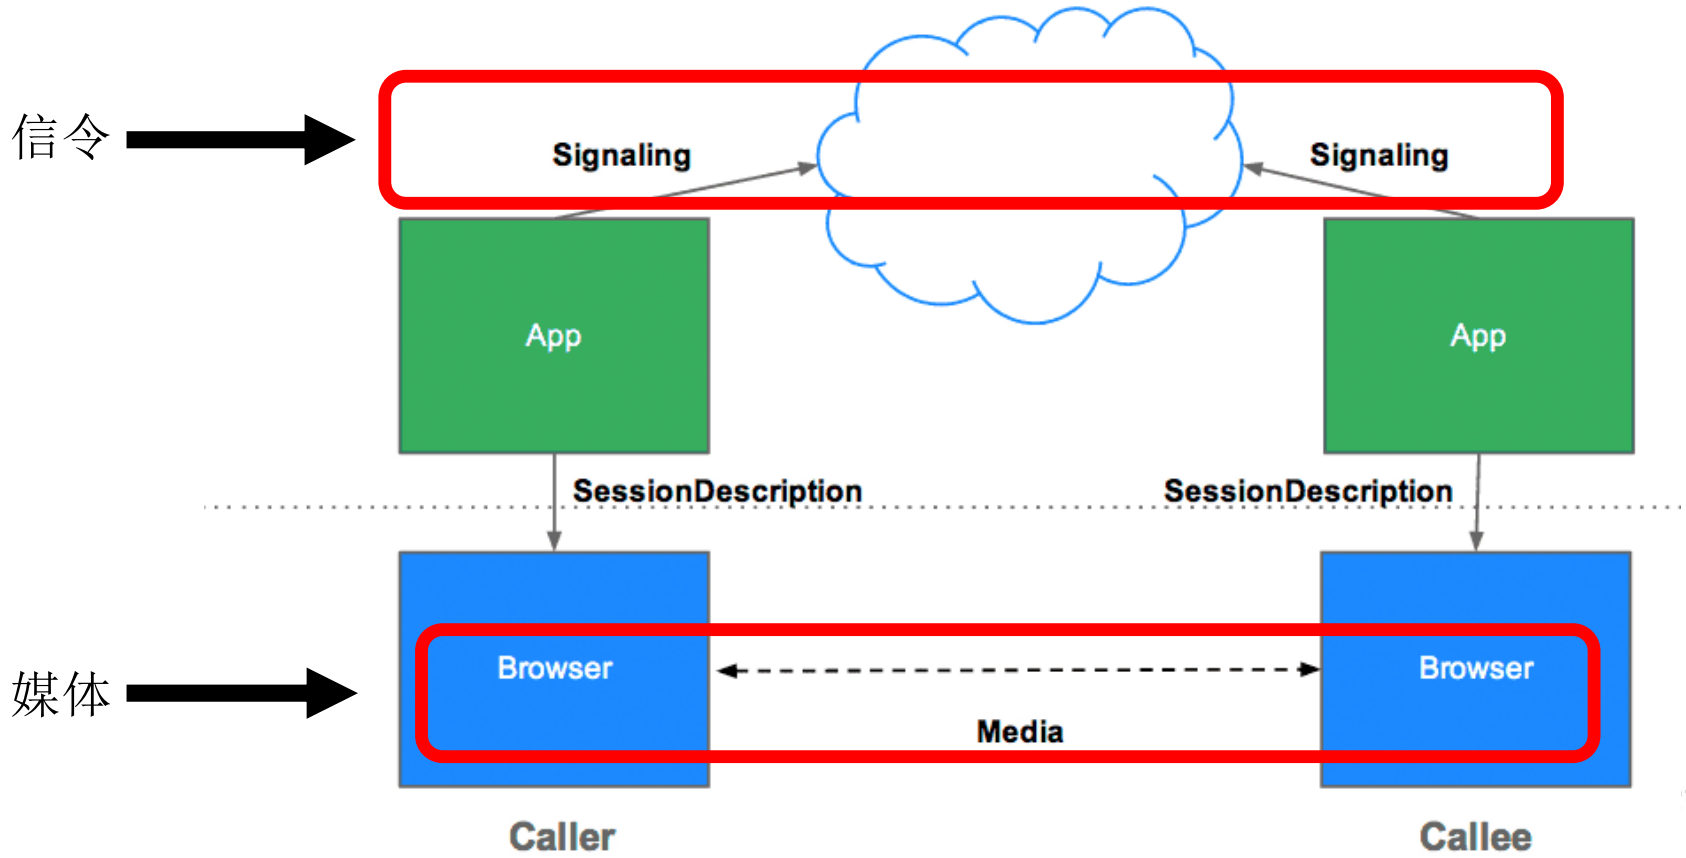 信令
Signaling
Signaling
App
App
SessionDescription
SessionDescription
媒体
Browser
Browser
Media
Caller
Callee